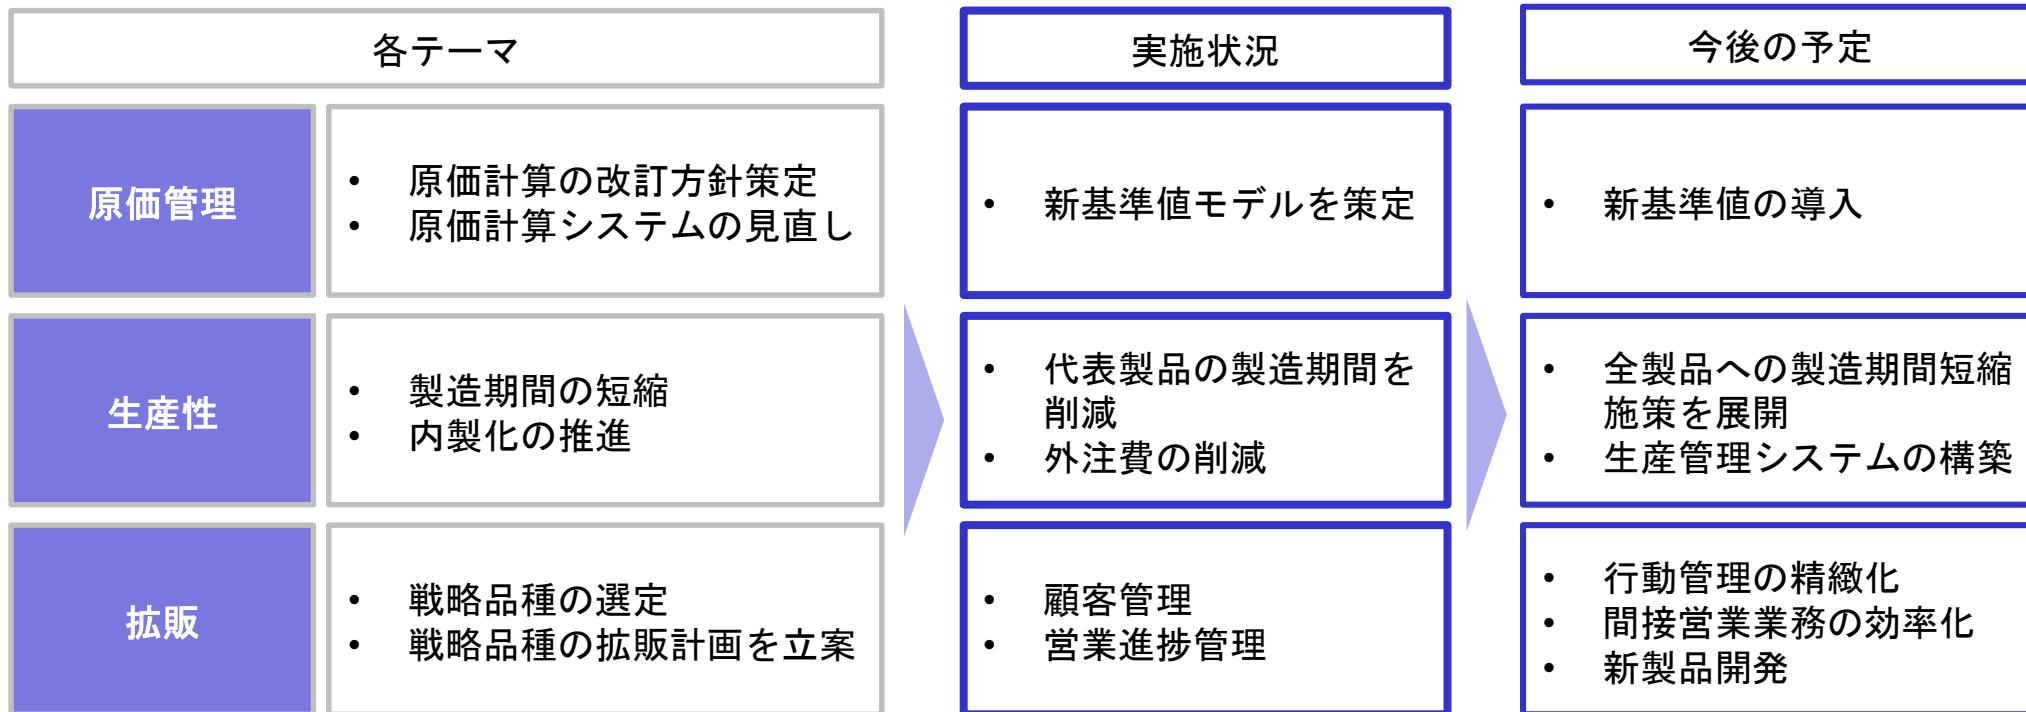 各テーマ
実施状況
今後の予定
原価管理
• 原価計算の改訂方針策定
• 原価計算システムの見直し
• 新基準値モデルを策定
• 新基準値の導入
生産性
• 製造期間の短縮
• 内製化の推進
• 代表製品の製造期間を
削減
• 外注費の削減
• 全製品への製造期間短縮
施策を展開
• 生産管理システムの構築
拡販
• 戦略品種の選定
• 戦略品種の拡販計画を立案
• 顧客管理
• 営業進捗管理
• 行動管理の精緻化
• 間接営業業務の効率化
• 新製品開発